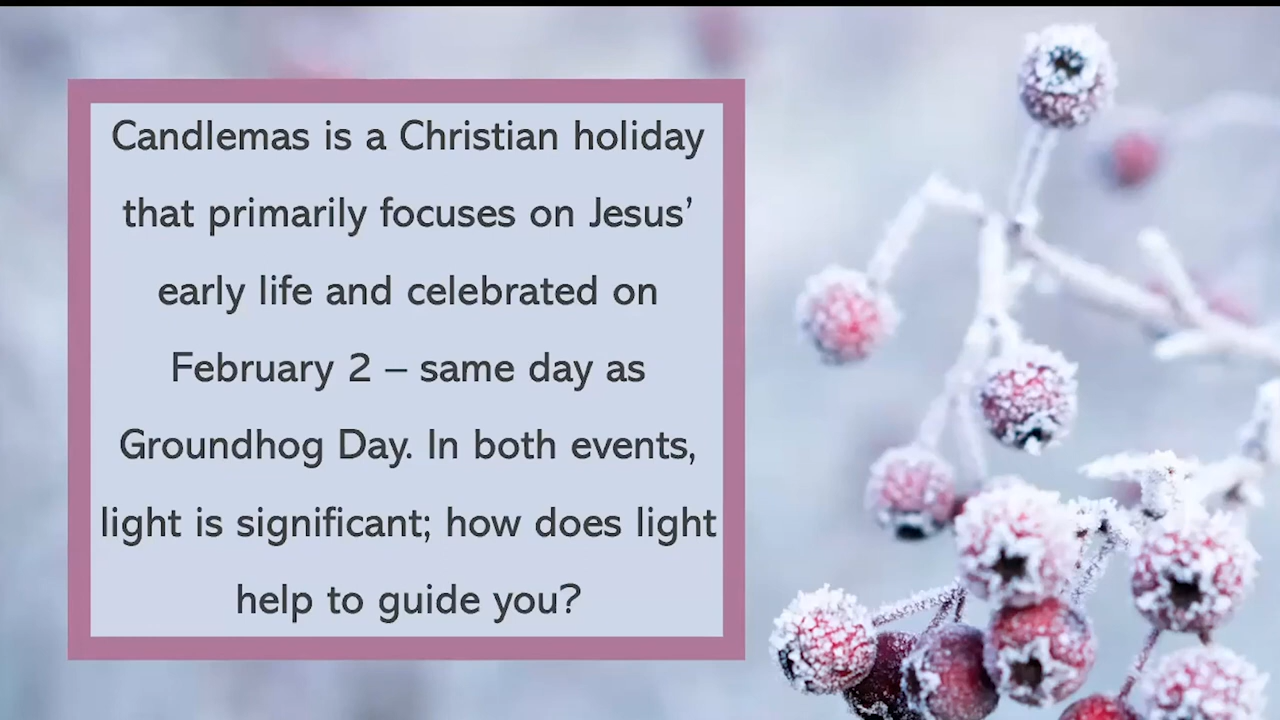 Candlemas is a Christian holiday
that primarily focuses on Jesus’
early life and celebrated on
February 2 – same day as
Groundhog Day. In both events,
light is significant; how does light
help to guide you?